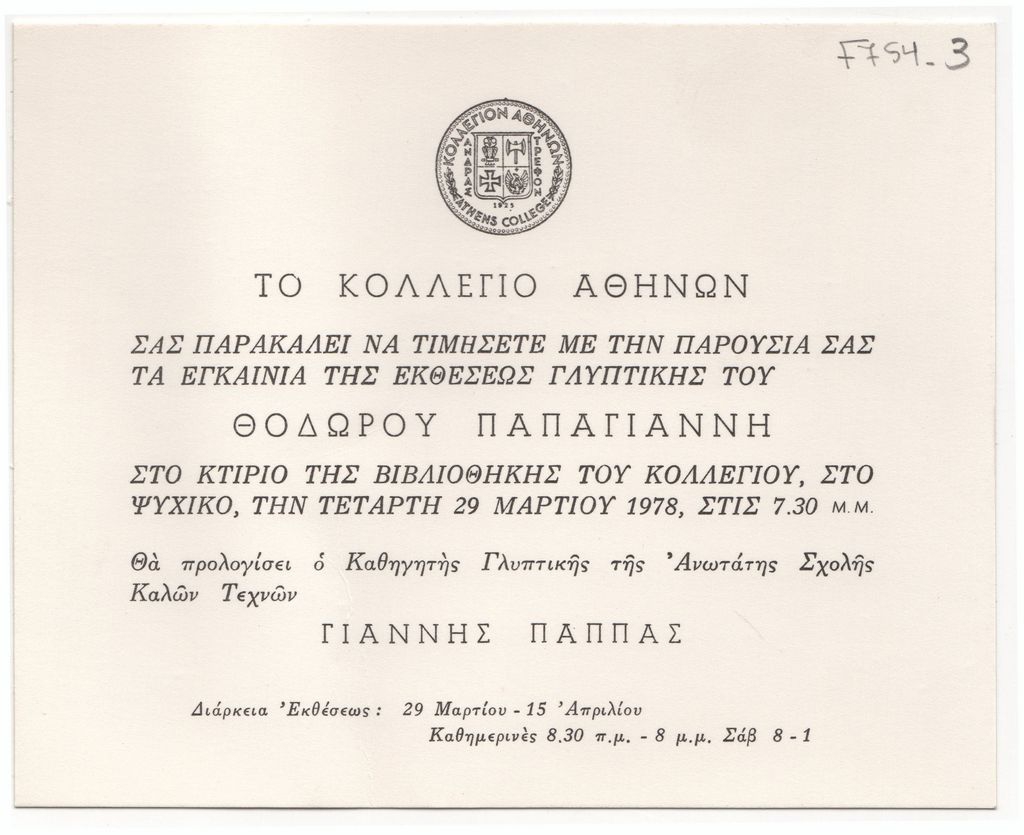 F754-3
ΚΟΛΛΕΓΙΟΝ ΑΘΗΝΩΝ
ΑΝΔΡΑΣ ΤΡΕΦΟΝ
1925
ATHENS COLLEGE
ΤΟ ΚΟΛΛΕΓΙΟ ΑΘΗΝΩΝ
ΣΑΣ ΠΑΡΑΚΑΛΕΙ ΝΑ ΤΙΜΗΣΕΤΕ ΜΕ ΤΗΝ ΠΑΡΟΥΣΙΑ ΣΑΣ
ΤΑ ΕΓΚΑΙΝΙΑ ΤΗΣ ΕΚΘΕΣΕΩΣ ΓΛΥΠΤΙΚΗΣ ΤΟΥ
ΘΟΔΩΡΟΥ ΠΑΠΑΓΙΑΝΝΗ
ΣΤΟ ΚΤΙΡΙΟ ΤΗΣ ΒΙΒΛΙΟΘΗΚΗΣ ΤΟΥ ΚΟΛΛΕΓΙΟΥ, ΣΤΟ
ΨΥΧΙΚΟ, ΤΗΝ ΤΕΤΑΡΤΗ 29 ΜΑΡΤΙΟΥ 1978, ΣΤΙΣ 7.30 Μ.Μ.
Θὰ προλογίσει ὁ Καθηγητὴς Γλυπτικῆς τῆς Ἀνωτάτης Σχολῆς
Καλῶν Τεχνῶν
ΓΙΑΝΝΗΣ ΠΑΠΠΑΣ
Διάρκεια Ἐκθέσεως: 29 Μαρτίου - 15 Ἀπριλίου
Καθημερινὲς 8.30 π.μ. - 8 μ.μ. Σάβ 8 - 1